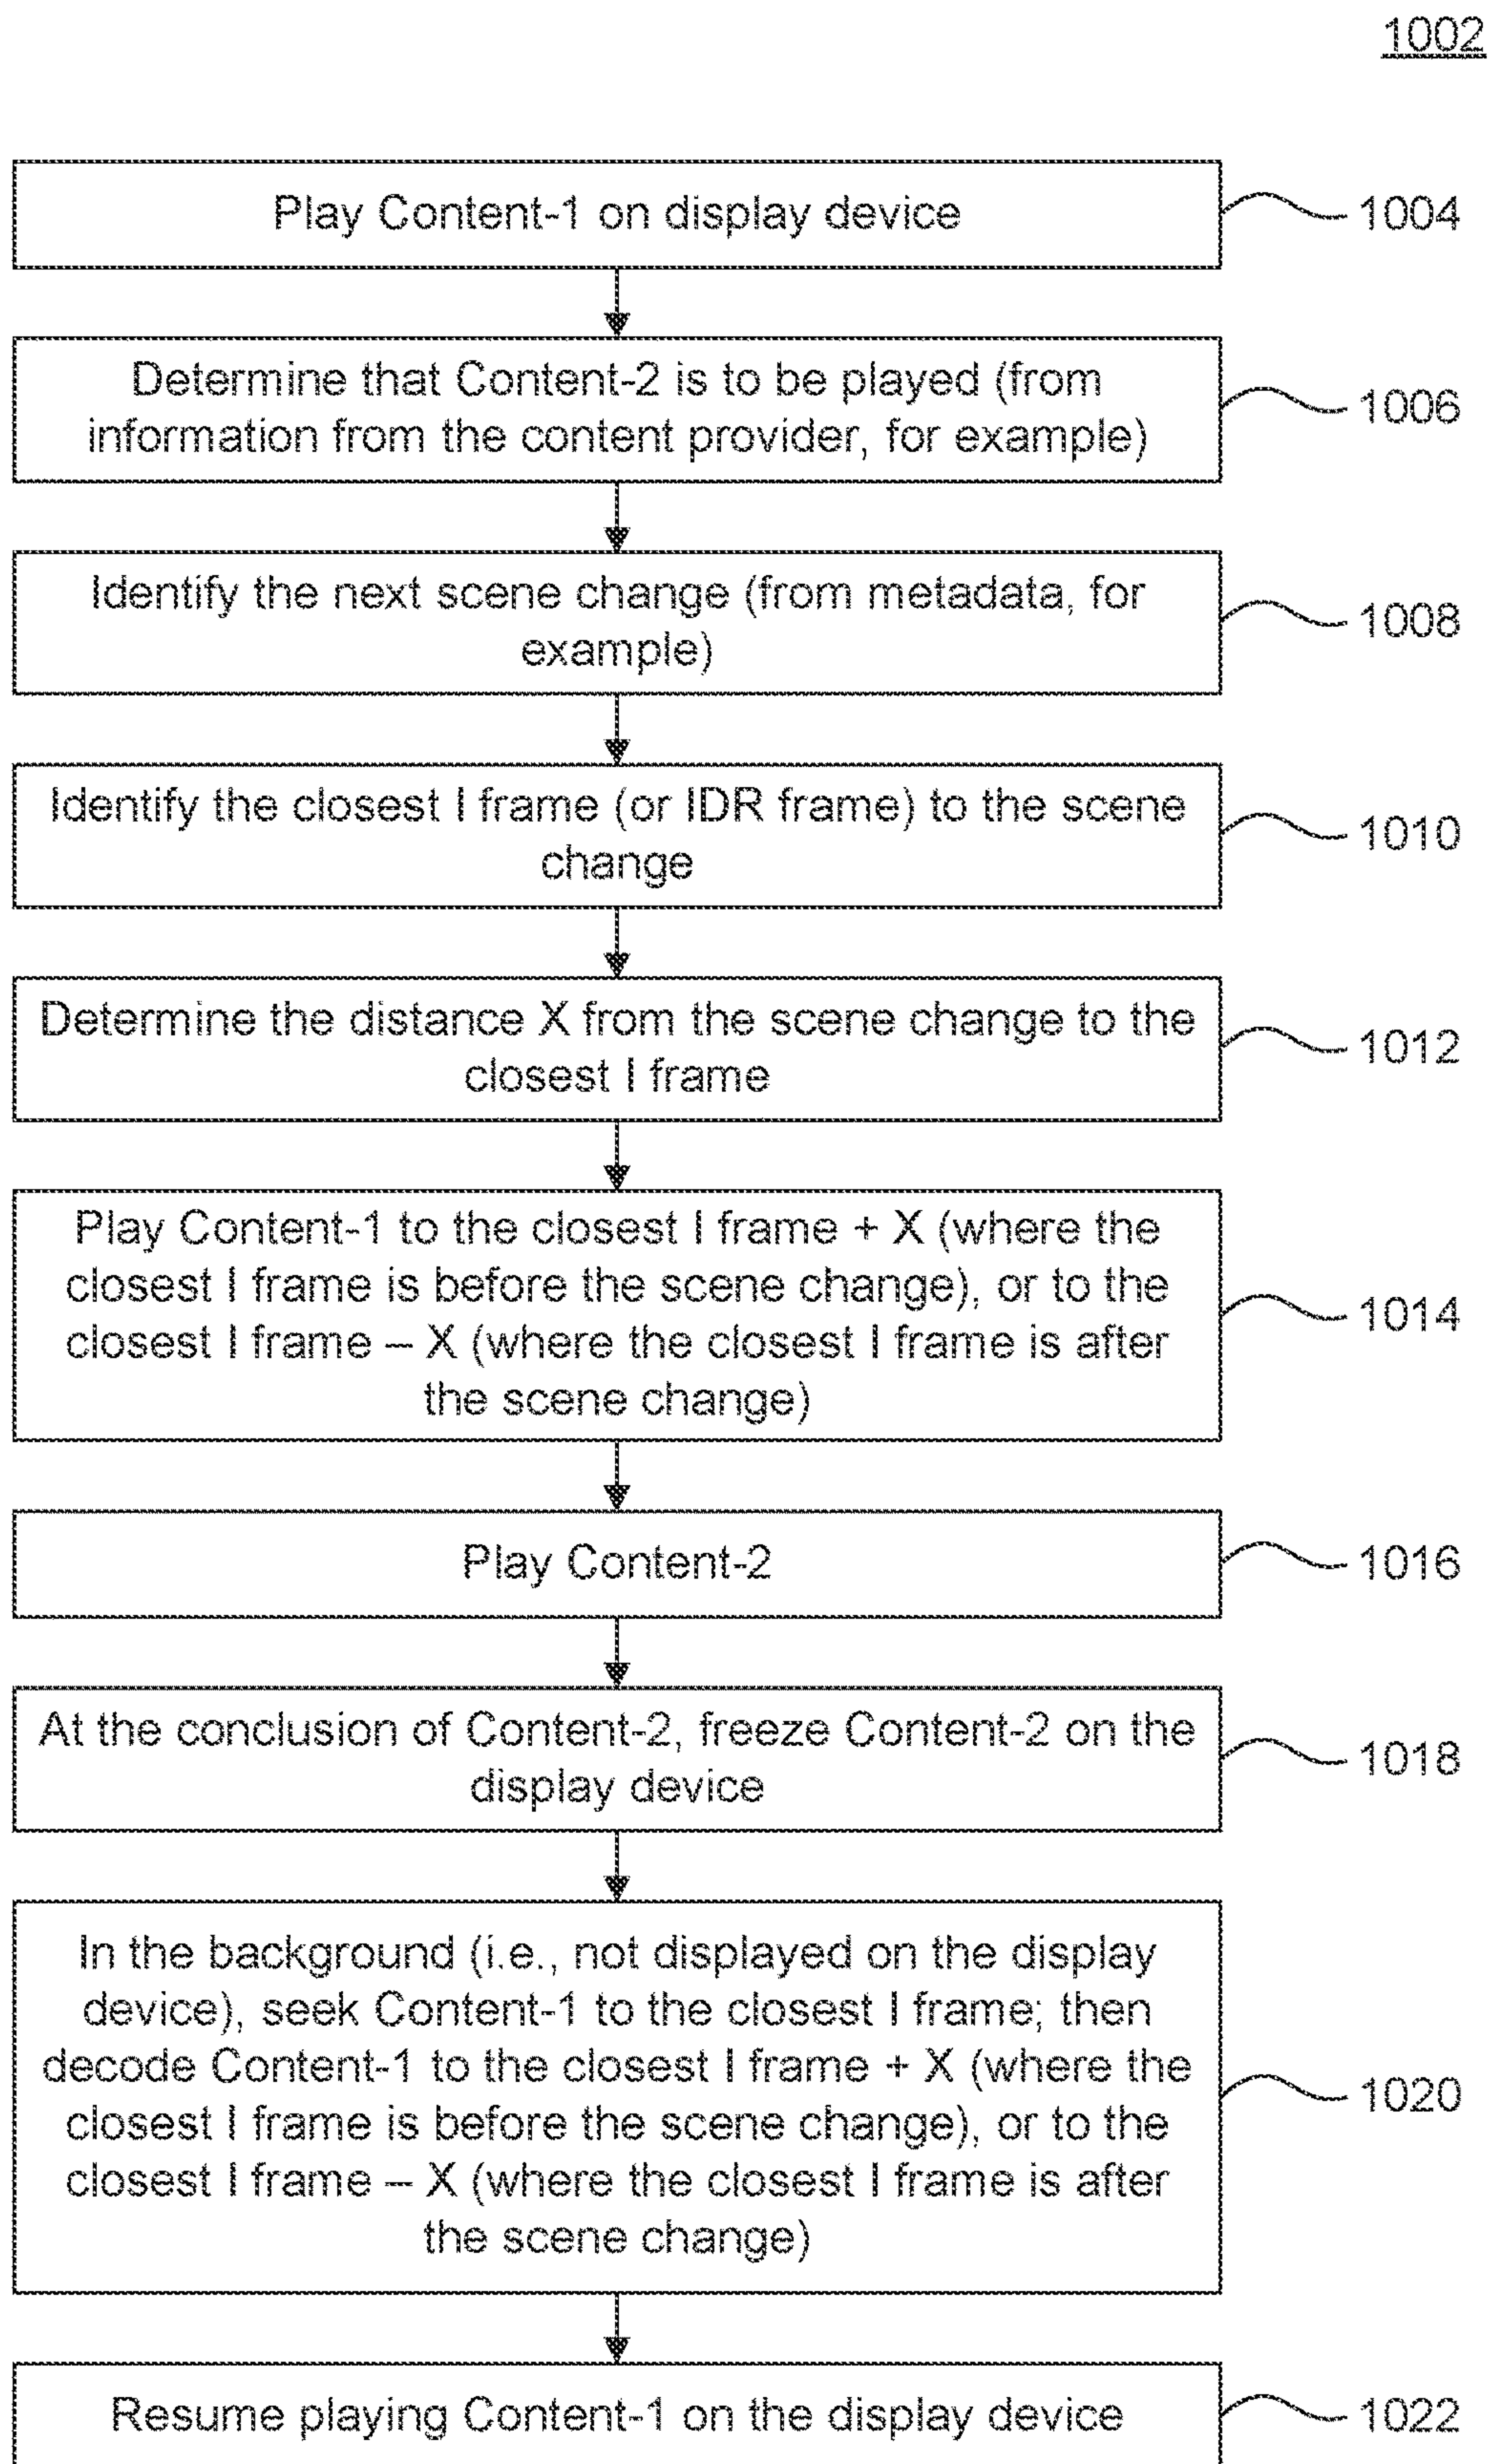 1002
Play Content-1 on display device
1004
Determine that Content-2 is to be played (from
information from the content provider, for example)
1006
Identify the next scene change (from metadata, for
example)
1008
Identify the closest I frame (or IDR frame) to the scene
change
1010
Determine the distance X from the scene change to the
closest I frame
1012
Play Content-1 to the closest I frame + X (where the
closest I frame is before the scene change), or to the
closest I frame – X (where the closest I frame is after
the scene change)
1014
Play Content-2
1016
At the conclusion of Content-2, freeze Content-2 on the
display device
1018
In the background (i.e., not displayed on the display
device), seek Content-1 to the closest I frame; then
decode Content-1 to the closest I frame + X (where the
closest I frame is before the scene change), or to the
closest I frame – X (where the closest I frame is after
the scene change)
1020
Resume playing Content-1 on the display device
1022